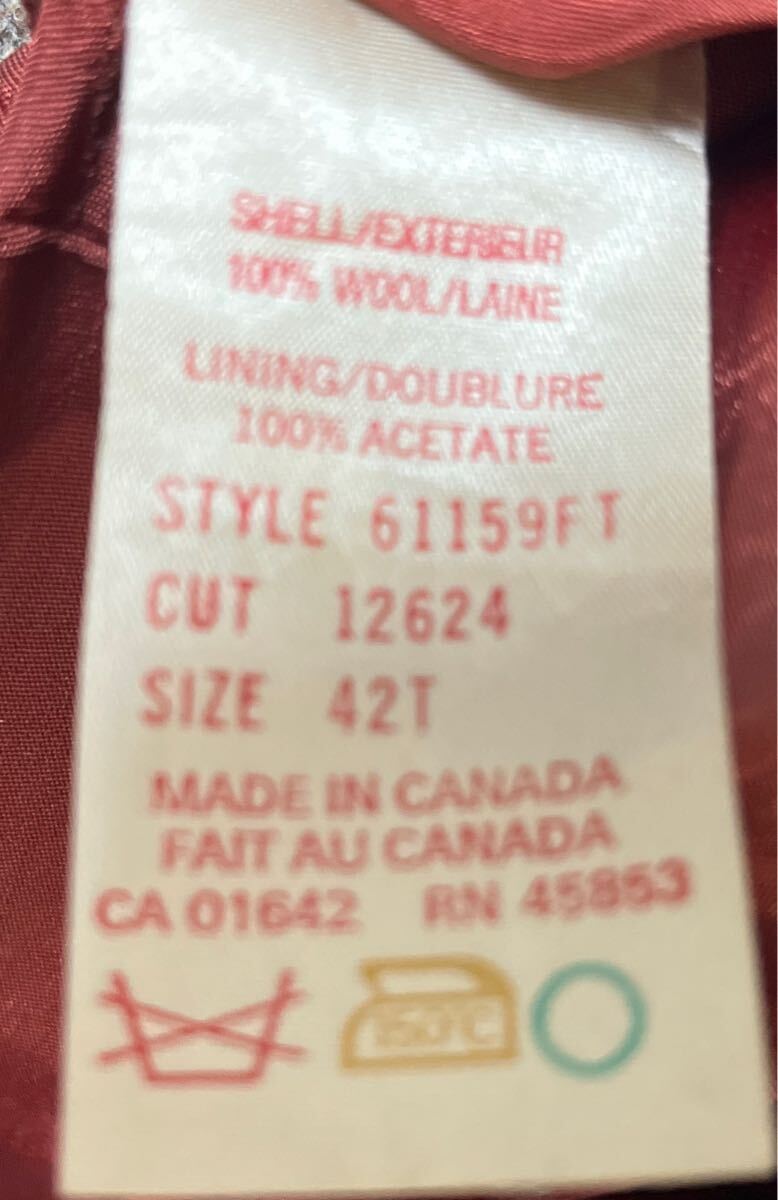 SHELL/EXTERIEUR
100% WOOL/LAINE
LINING/DOUBLURE
100% ACETATE
STYLE 61159FT
CUT 12624
SIZE 42T
MADE IN CANADA
FAIT AU CANADA
CA 01642 RN 45853
150°C